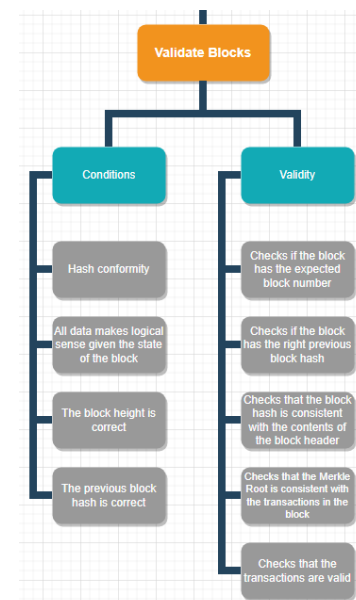 Validate Blocks
Conditions
Validity
Hash conformity
All data makes logical
sense given the state
of the block
The block height is
correct
The previous block
hash is correct
Checks if the block
has the expected
block number
Checks if the block
has the right previous
block hash
Checks that the block
hash is consistent
with the contents of
the block header
Checks that the Merkle
Root is consistent with
the transactions in the
block
Checks that the
transactions are valid